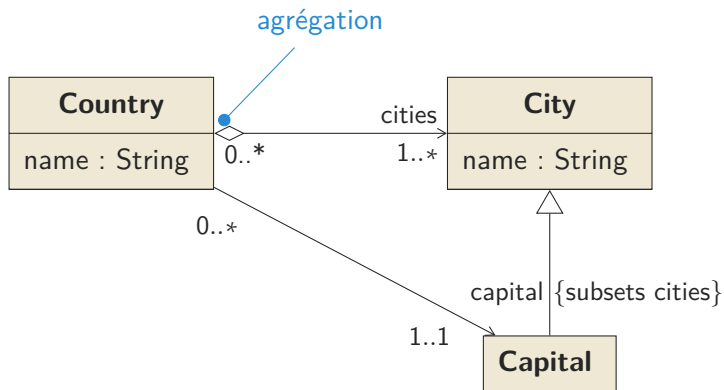 agrégation
Country
City
cities
name : String
0..*
1..*
name : String
0..*
capital {subsets cities}
1..1
Capital